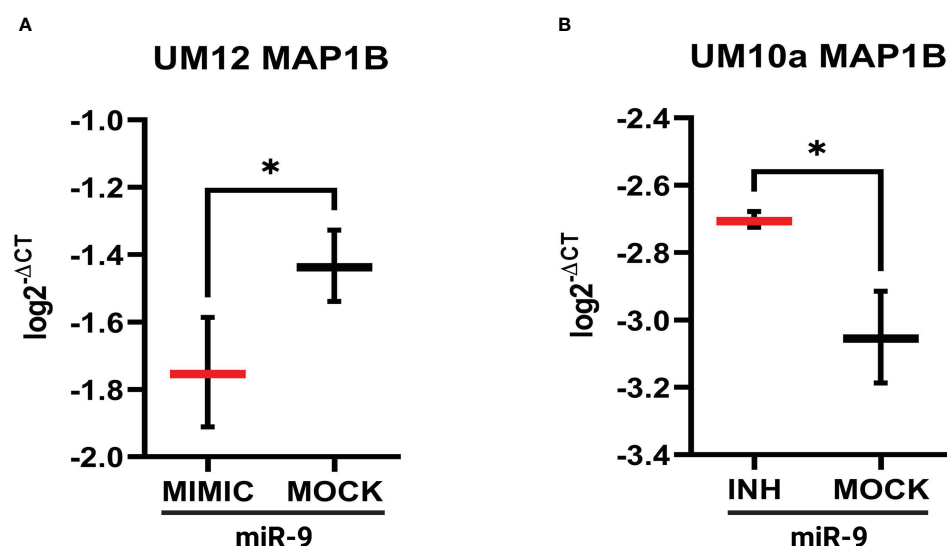 A
UM12 MAP1B
-1.0
-1.2
-1.4
-1.6
-1.8
-2.0
log2-ΔCT
*
MIMIC MOCK
miR-9
B
UM10a MAP1B
-2.4
-2.6
-2.8
-3.0
-3.2
-3.4
log2-ΔCT
*
INH MOCK
miR-9